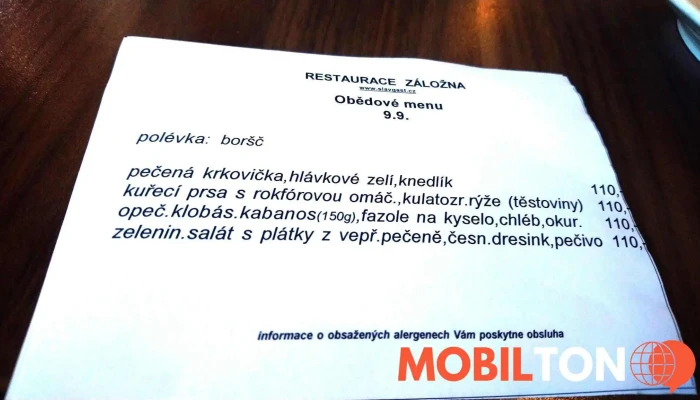 RESTAURACE ZÁLOŽNA
www.slavgast.cz
Obědové menu
9.9.
polévka: boršč
pečená krkovička,hlávkové zelí,knedlík 110,-
kuřecí prsa s rokfórovou omáč.,kulatozr.rýže (těstoviny) 110,-
opeč.klobás.kabanos(150g),fazole na kyselo,chléb,okur. 110,-
zelenin.salát s plátky z vepř.pečeně,česn.dresink,pečivo 110,-
informace o obsažených alergenech Vám poskytne obsluha
MOBILTON